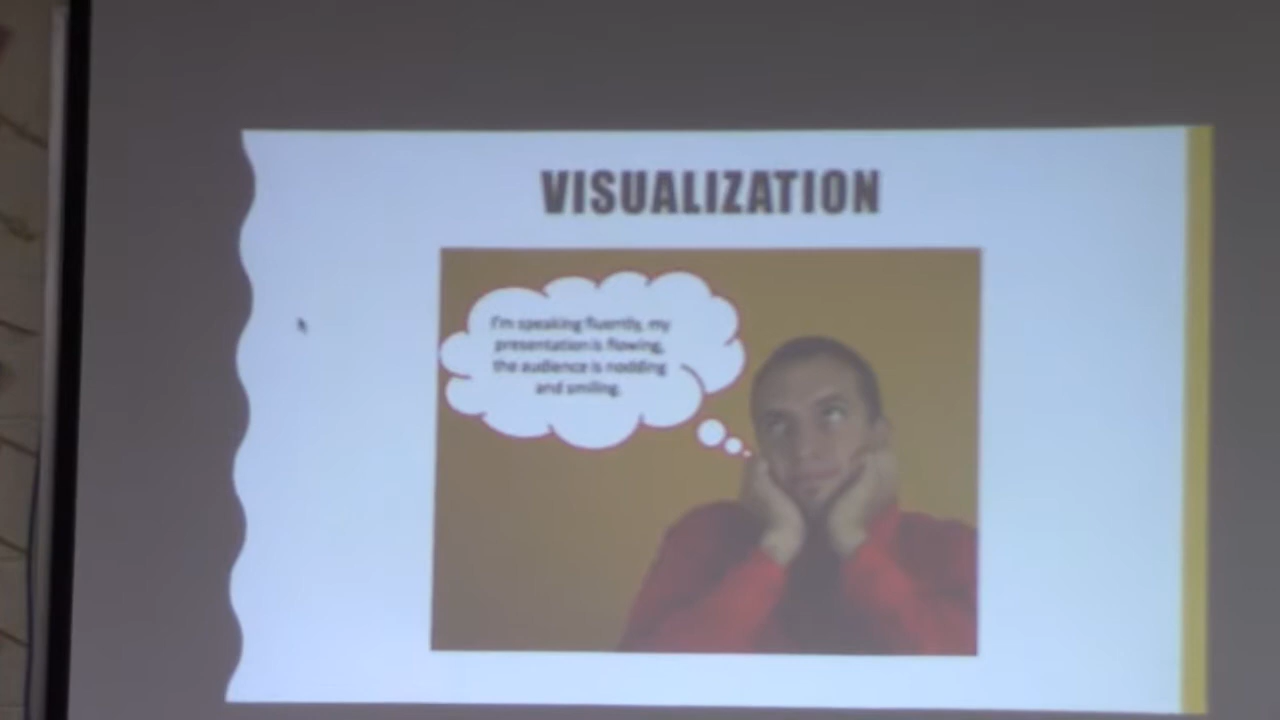 VISUALIZATION
I'm speaking fluently, my
presentation is flowing,
the audience is nodding
and smiling.